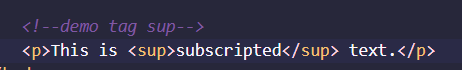 <!--demo tag sup-->
<p>This is <sup>subscripted</sup> text.</p>